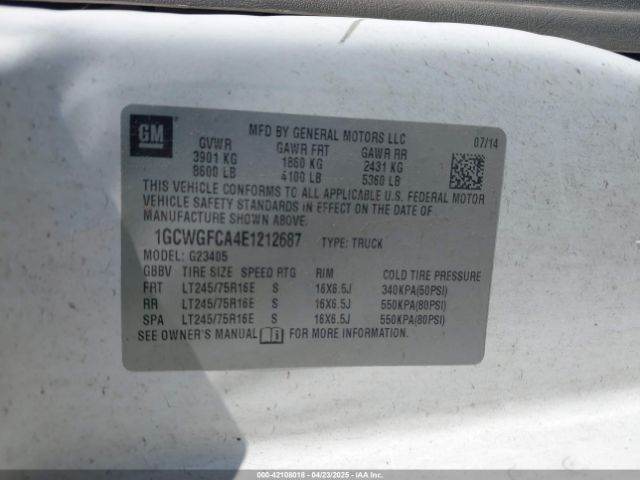 GM
MFD BY GENERAL MOTORS LLC 07/14
GVWR GAWR FRT GAWR RR
3901 KG 1860 KG 2431 KG
8600 LB 4100 LB 5360 LB
THIS VEHICLE CONFORMS TO ALL APPLICABLE U.S. FEDERAL MOTOR
VEHICLE SAFETY STANDARDS IN EFFECT ON THE DATE OF
MANUFACTURE SHOWN ABOVE.
1GCWGFCA4E1212687 TYPE: TRUCK
MODEL: G23405
GBBV TIRE SIZE SPEED RTG RIM COLD TIRE PRESSURE
FRT LT245/75R16E S 16X6.5J 340KPA(50PSI)
RR LT245/75R16E S 16X6.5J 550KPA(80PSI)
SPA LT245/75R16E S 16X6.5J 550KPA(80PSI)
SEE OWNER'S MANUAL FOR MORE INFORMATION.
000-42108018 - 04/23/2025 - IAAI.COM